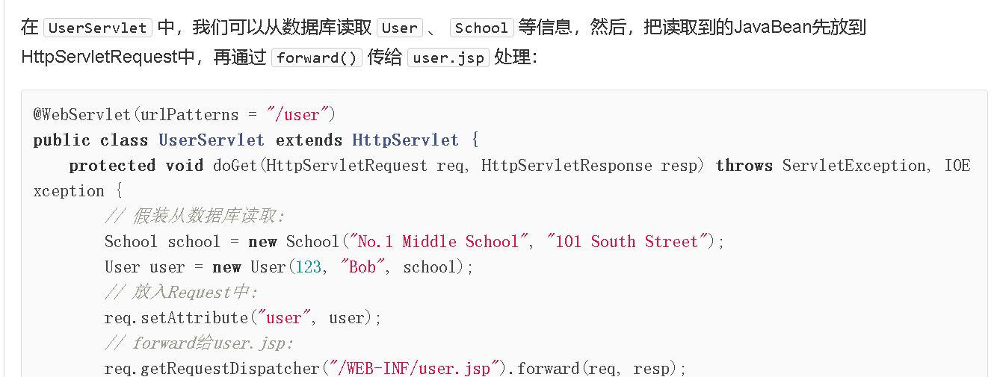 在 UserServlet 中，我们可以从数据库读取 User 、 School 等信息，然后，把读取到的JavaBean先放到
HttpServletRequest中，再通过 forward() 传给 user.jsp 处理：
@WebServlet(urlPatterns = "/user")
public class UserServlet extends HttpServlet {
    protected void doGet(HttpServletRequest req, HttpServletResponse resp) throws ServletException, IOE
xception {
        // 假装从数据库读取:
        School school = new School("No.1 Middle School", "101 South Street");
        User user = new User(123, "Bob", school);
        // 放入Request中:
        req.setAttribute("user", user);
        // forward给user.jsp:
        req.getRequestDispatcher("/WEB-INF/user.jsp").forward(req, resp);